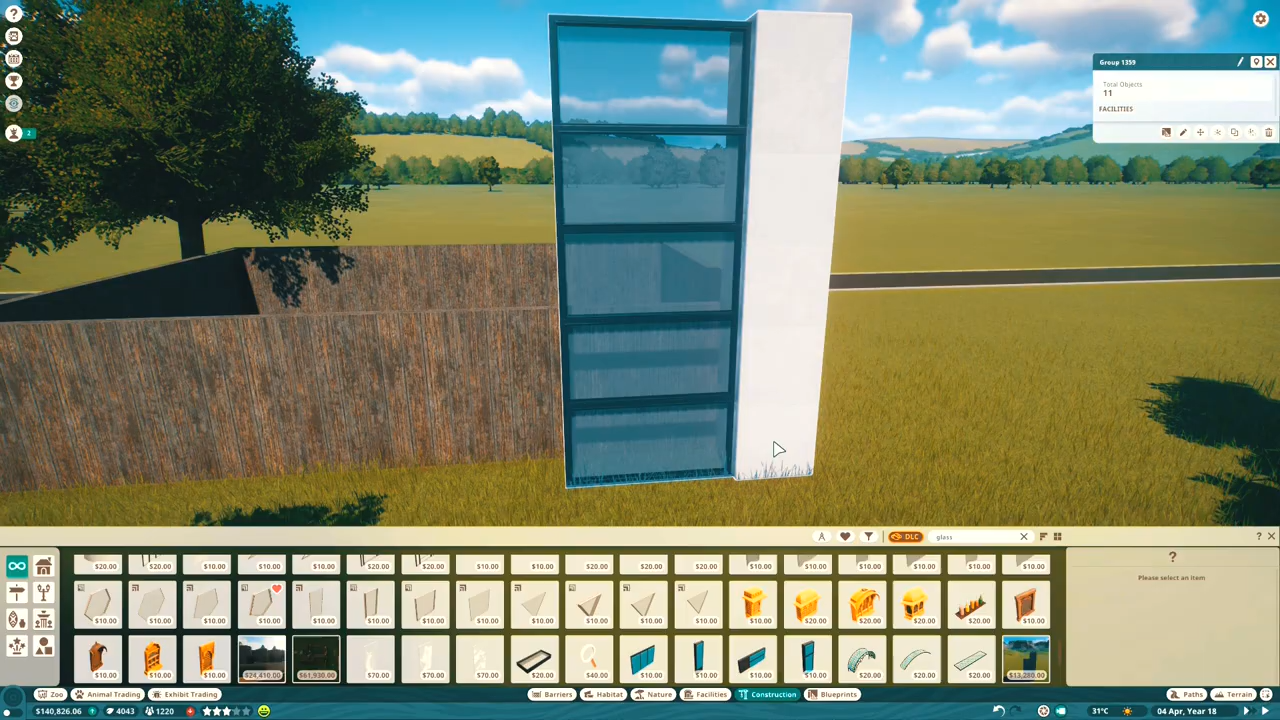 Group 1359
Total Objects
11
FACILITIES
2
DLC
glass
?
$20.00 $20.00 $10.00 $10.00 $10.00 $20.00 $20.00 $10.00 $10.00 $20.00 $20.00 $20.00 $10.00 $10.00 $10.00 $10.00 $10.00 $10.00
?
Please select an item
$10.00 $10.00 $10.00 $10.00 $10.00 $10.00 $10.00 $10.00 $10.00 $10.00 $10.00 $10.00 $10.00 $20.00 $20.00 $20.00 $20.00 $10.00
$10.00 $10.00 $10.00 $24,410.00 $61,930.00 $70.00 $70.00 $70.00 $20.00 $40.00 $10.00 $10.00 $10.00 $10.00 $20.00 $20.00 $20.00 $13,280.00
Zoo Animal Trading Exhibit Trading Barriers Habitat Nature Facilities Construction Blueprints Paths Terrain
$140,826.06 4043 1220 31°C 04 Apr, Year 18